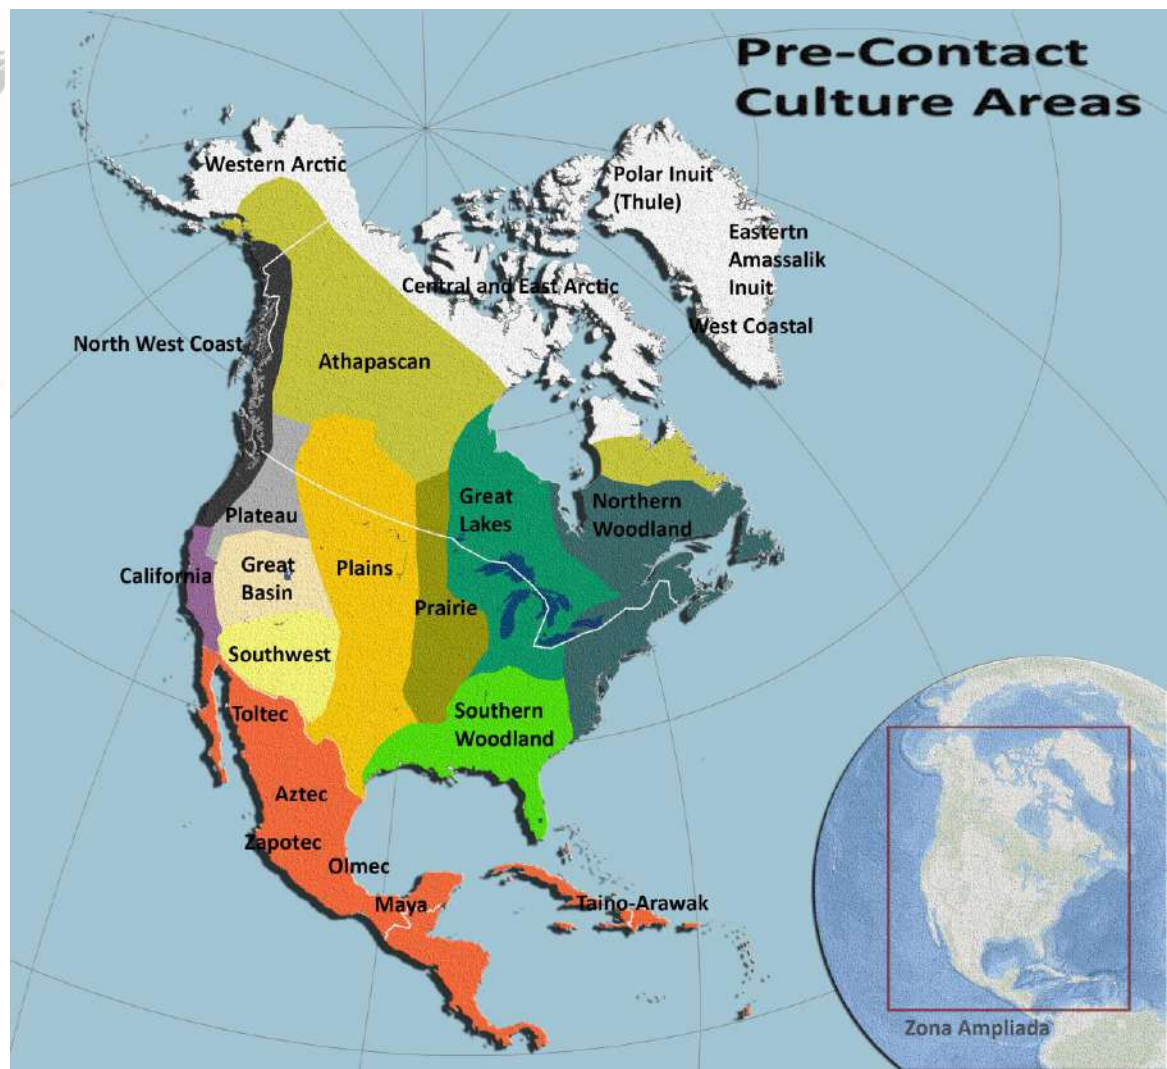 Pre-Contact
Culture Areas
Western Arctic
Polar Inuit
(Thule)
Eastertn
Amassalik
Inuit
Central and East Arctic
West Coastal
North West Coast
Athapascan
Great
Lakes
Northern
Woodland
Plateau
California
Great
Basin
Plains
Prairie
Southwest
Toltec
Southern
Woodland
Aztec
Zapotec
Olmec
Maya
Taino-Arawak
Zona Ampliada